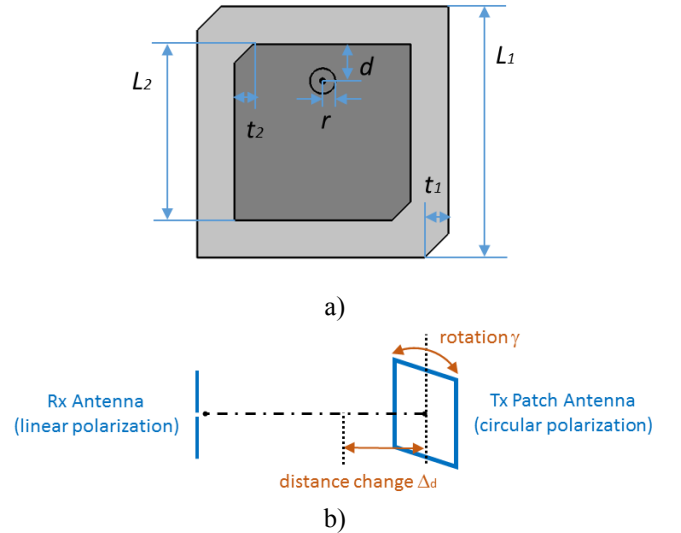 d
L1
L2
t2
r
t1
a)
rotation γ
Rx Antenna
(linear polarization)
Tx Patch Antenna
(circular polarization)
distance change Δd
b)